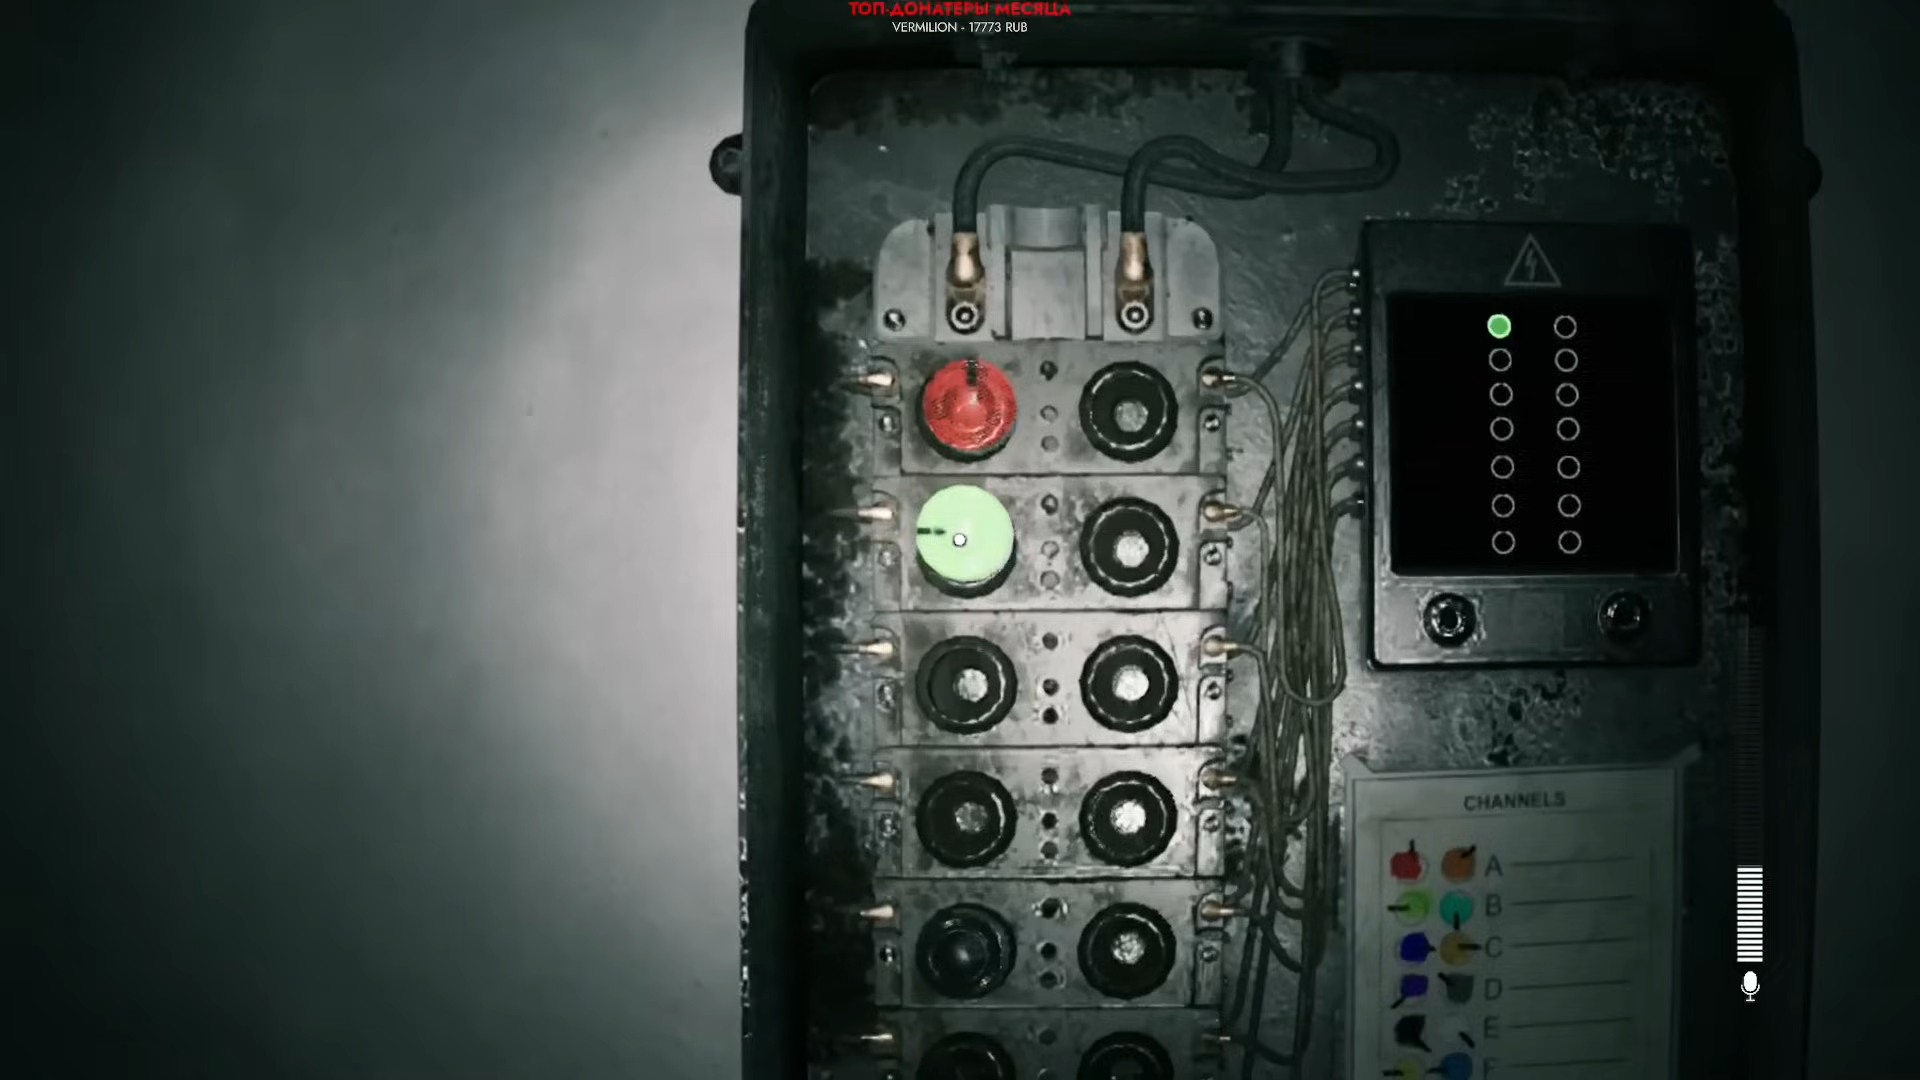 ТОП-ДОНАТЕРЫ МЕСЯЦА
VERMILION - 17773 RUB
CHANNELS
A
B
C
D
E
F